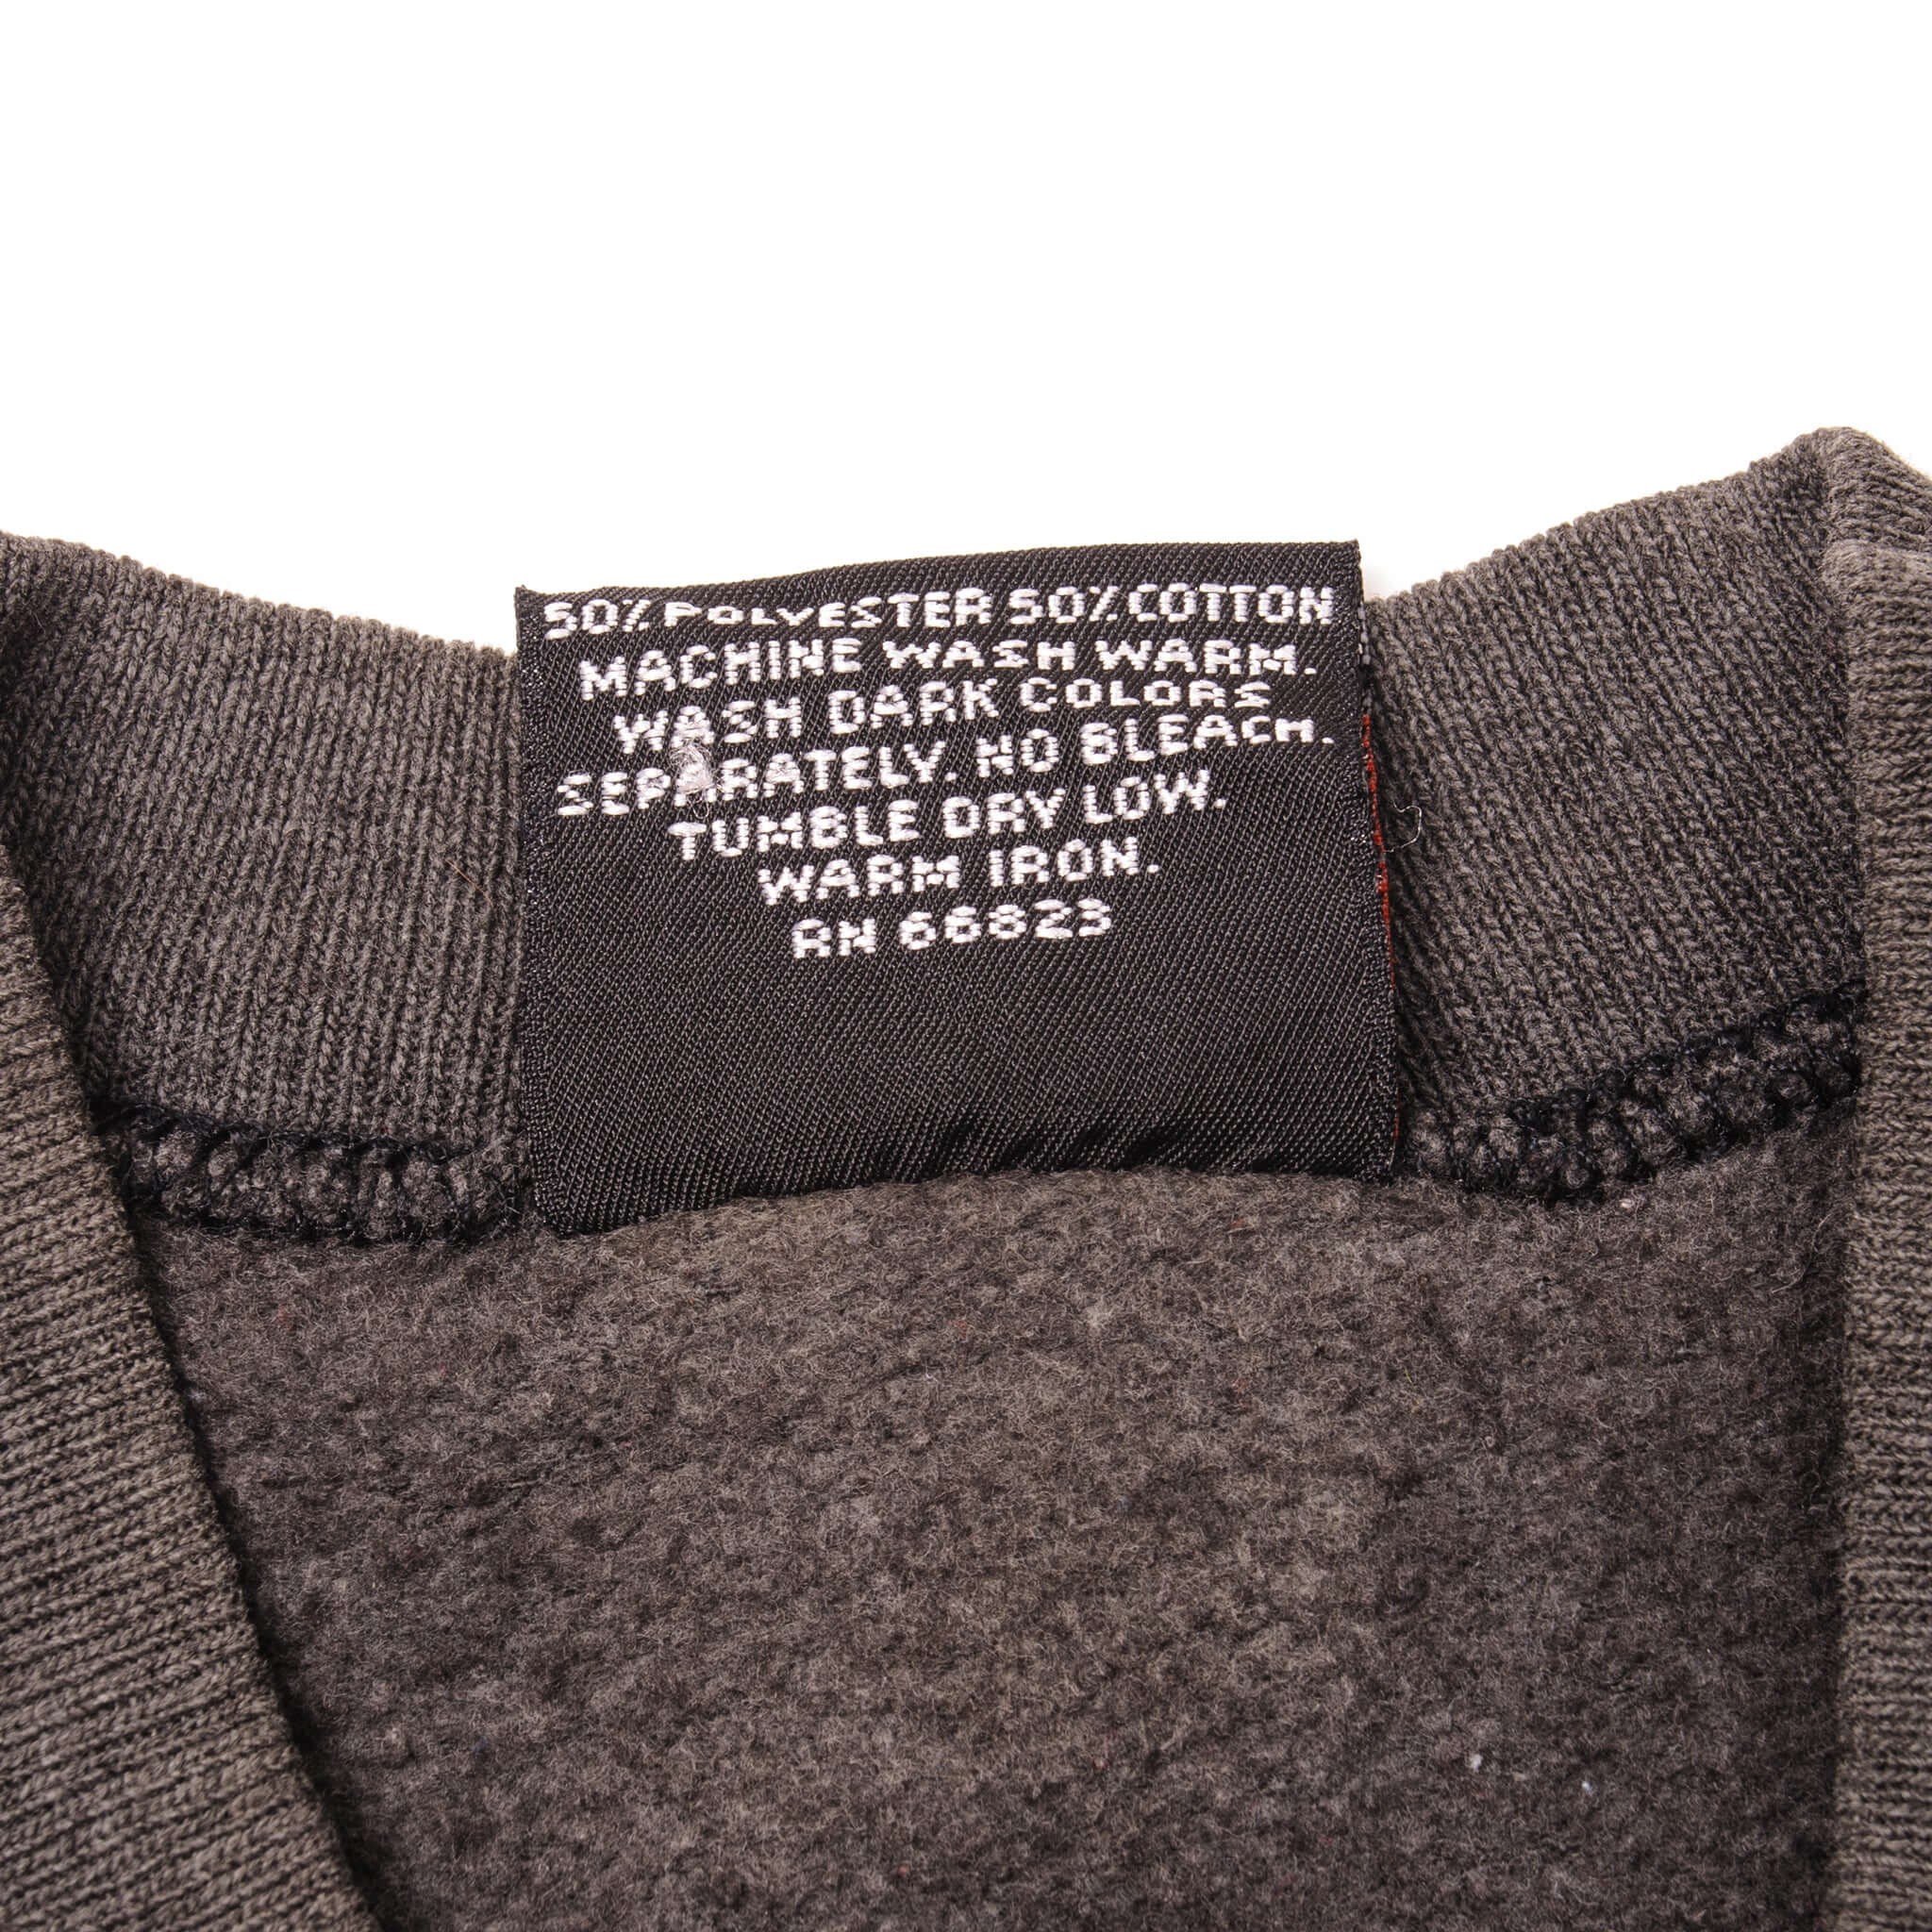 50% POLYESTER 50% COTTON
MACHINE WASH WARM.
WASH DARK COLORS
SEPARATELY. NO BLEACH.
TUMBLE DRY LOW.
WARM IRON.
RN 66823